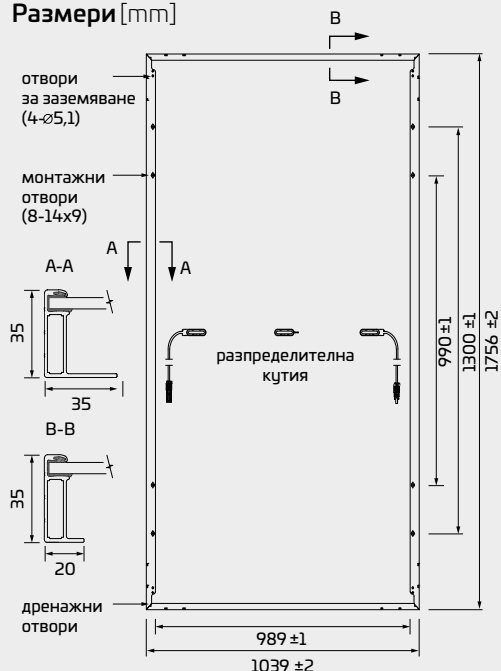 Размери [mm]
B
B
отвори
за заземяване
(4-⌀5,1)
монтажни
отвори
(8-14x9)
A
A
A-A
35
35
разпределителна
кутия
990 ±1
1300 ±1
1756 ±2
B-B
35
20
дренажни
отвори
989 ±1
1039 ±2